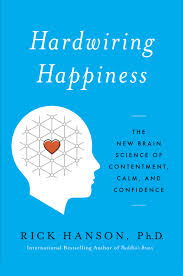 Hardwiring
Happiness
THE
NEW BRAIN
SCIENCE OF
CONTENTMENT,
CALM, AND
CONFIDENCE
RICK HANSON, PH.D.
International Bestselling Author of Buddha's Brain